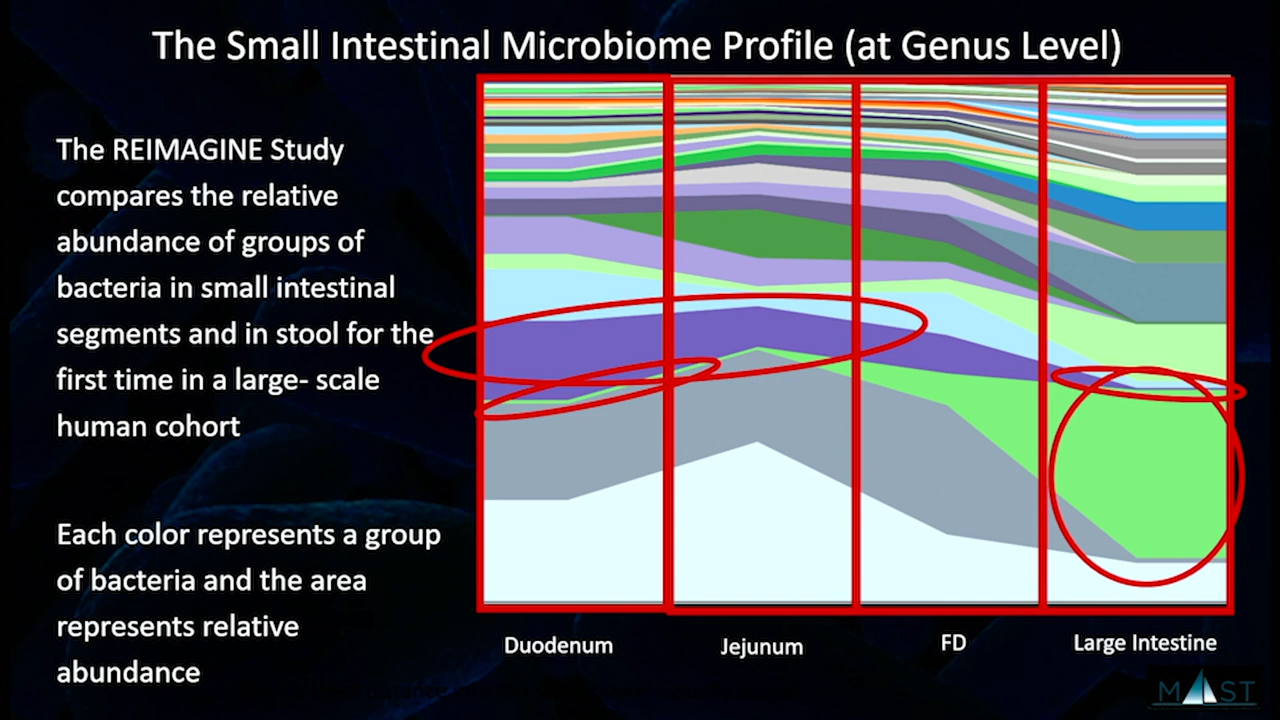 The Small Intestinal Microbiome Profile (at Genus Level)
The REIMAGINE Study
compares the relative
abundance of groups of
bacteria in small intestinal
segments and in stool for the
first time in a large- scale
human cohort
Each color represents a group
of bacteria and the area
represents relative
abundance
Duodenum
Jejunum
FD
Large Intestine
MAST